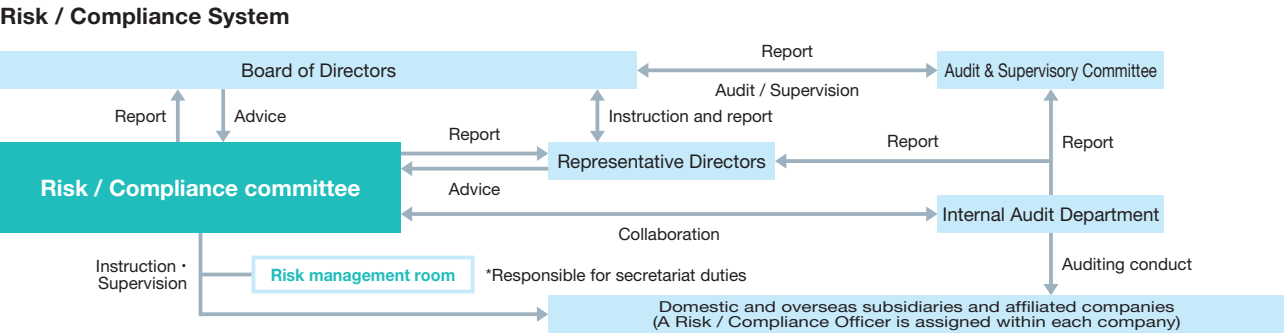 Risk / Compliance System
Report
Board of Directors
Audit & Supervisory Committee
Audit / Supervision
Report
Advice
Instruction and report
Report
Report
Report
Representative Directors
Risk / Compliance committee
Advice
Internal Audit Department
Collaboration
Instruction・
Supervision
Risk management room
*Responsible for secretariat duties
Auditing conduct
Domestic and overseas subsidiaries and affiliated companies
(A Risk / Compliance Officer is assigned within each company)